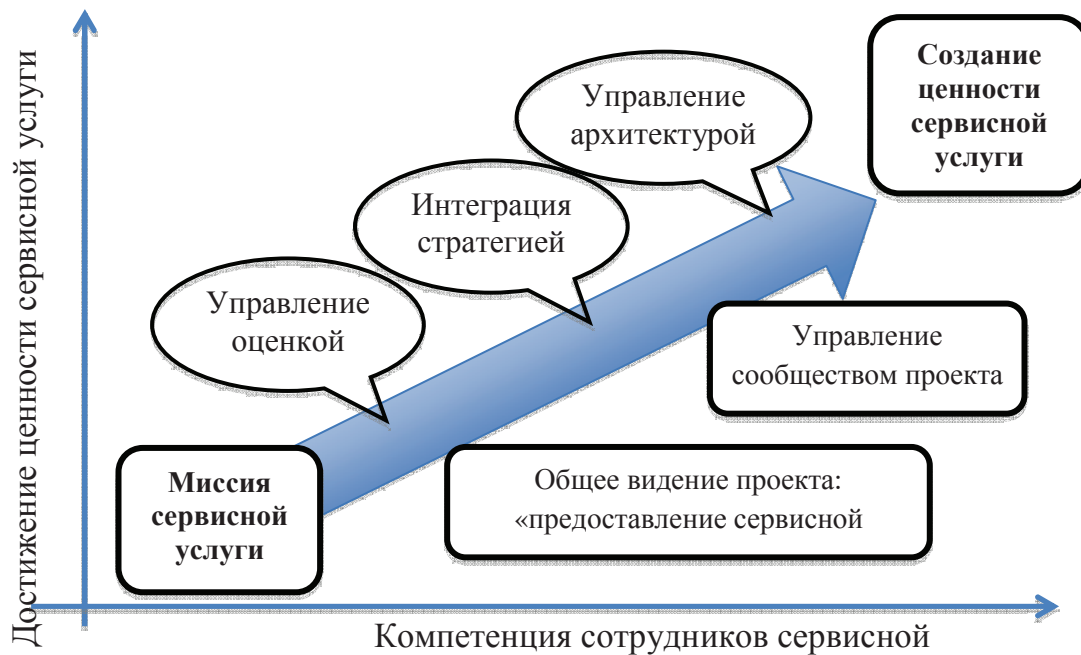 Достижение ценности сервисной услуги
Создание
ценности
сервисной
услуги
Управление
архитектурой
Интеграция
стратегией
Управление
оценкой
Управление
сообществом проекта
Миссия
сервисной
услуги
Общее видение проекта:
«предоставление сервисной
Компетенция сотрудников сервисной